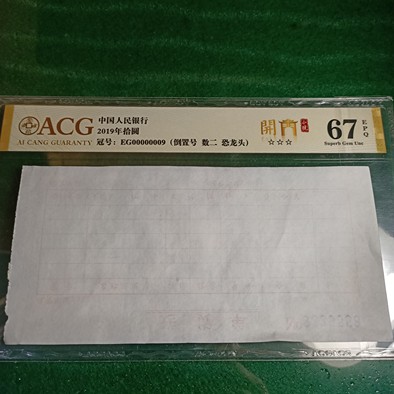 ACG
AI CANG GUARANTY
中国人民银行
2019年拾圆
冠号：EG00000009（倒置号 数二 恐龙头）
開門
☆☆☆
67
EPQ
Superb Gem Unc